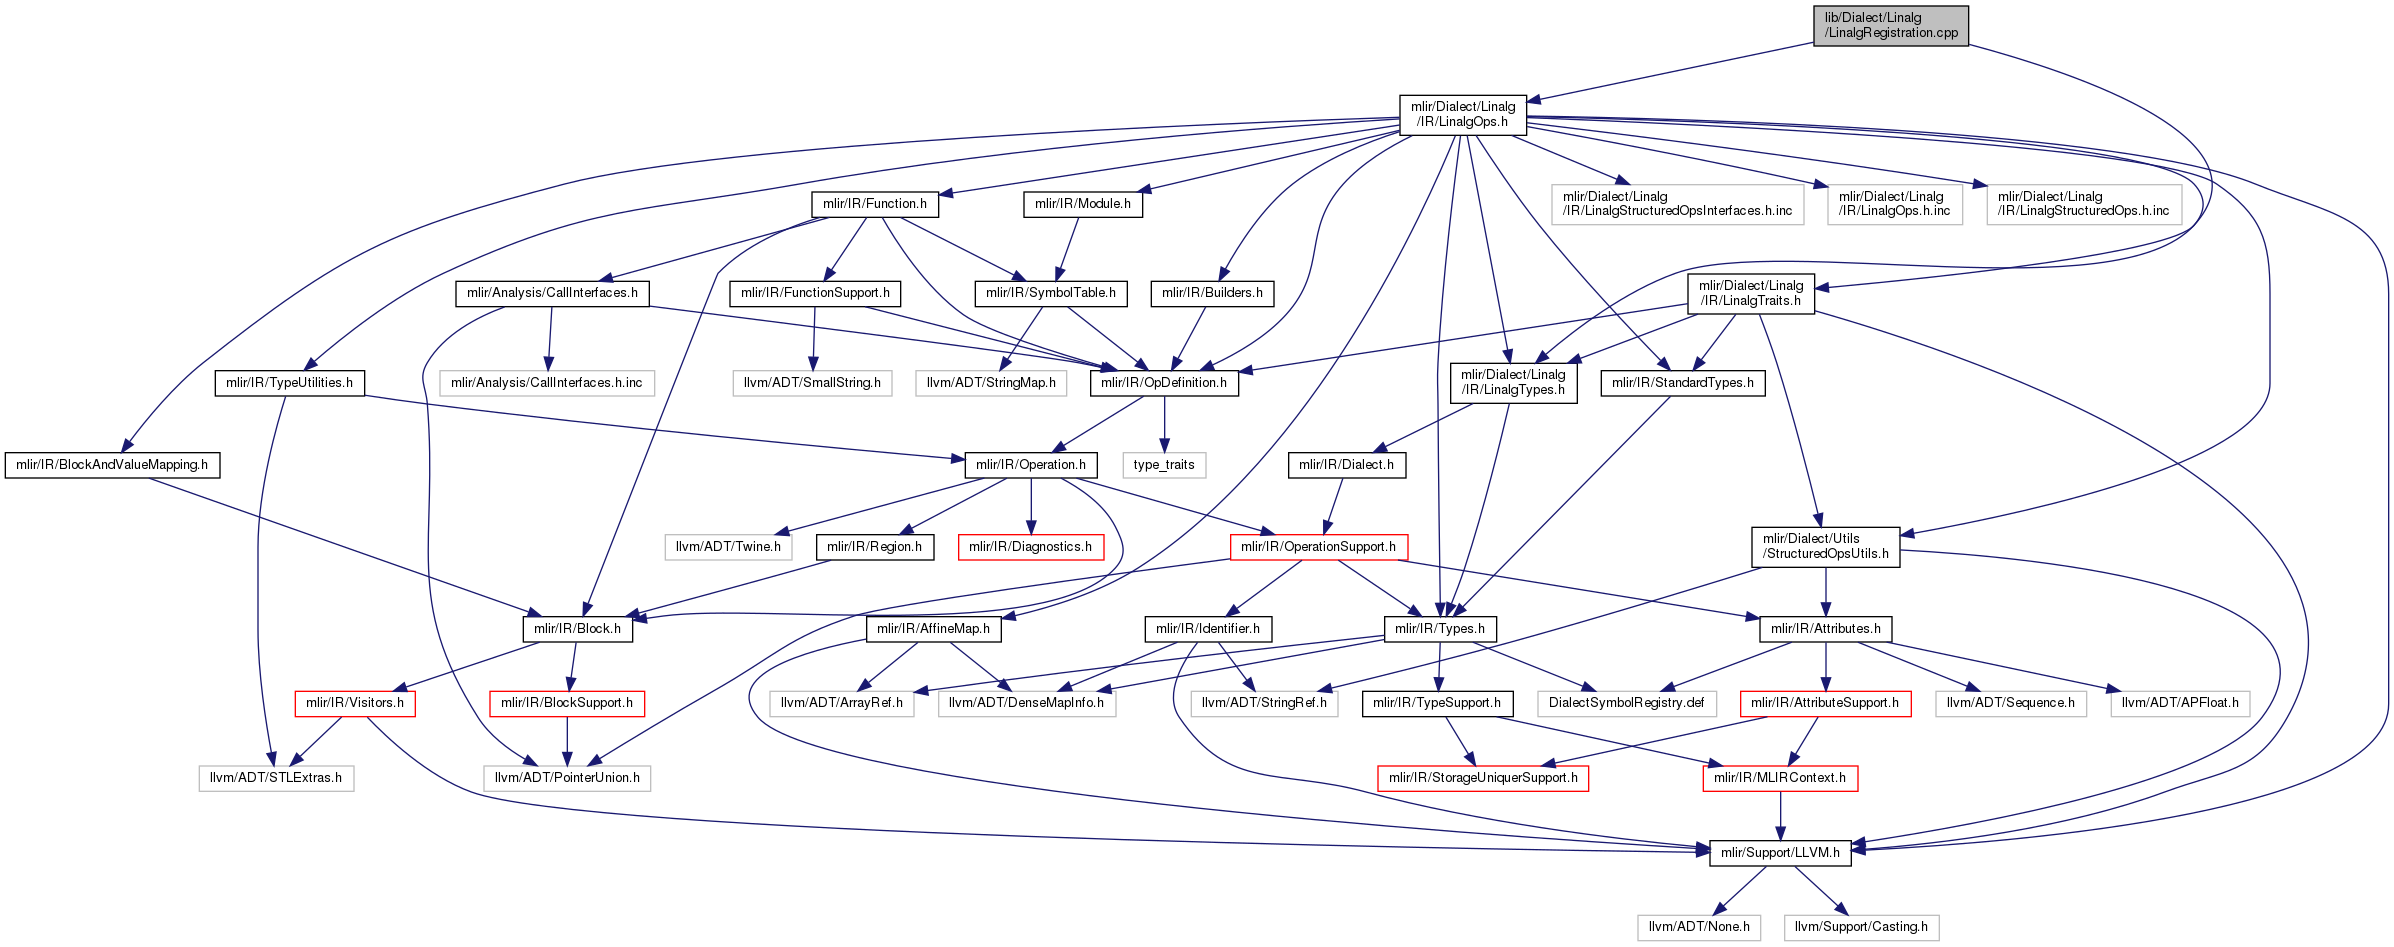 lib/Dialect/Linalg
/LinalgRegistration.cpp
mlir/Dialect/Linalg
/IR/LinalgOps.h
mlir/IR/Function.h
mlir/IR/Module.h
mlir/Dialect/Linalg
/IR/LinalgStructuredOpsInterfaces.h.inc
mlir/Dialect/Linalg
/IR/LinalgOps.h.inc
mlir/Dialect/Linalg
/IR/LinalgStructuredOps.h.inc
mlir/Analysis/CallInterfaces.h
mlir/IR/FunctionSupport.h
mlir/IR/SymbolTable.h
mlir/IR/Builders.h
mlir/Dialect/Linalg
/IR/LinalgTraits.h
mlir/IR/TypeUtilities.h
mlir/Analysis/CallInterfaces.h.inc
llvm/ADT/SmallString.h
llvm/ADT/StringMap.h
mlir/IR/OpDefinition.h
mlir/Dialect/Linalg
/IR/LinalgTypes.h
mlir/IR/StandardTypes.h
mlir/IR/BlockAndValueMapping.h
mlir/IR/Operation.h
type_traits
mlir/IR/Dialect.h
llvm/ADT/Twine.h
mlir/IR/Region.h
mlir/IR/Diagnostics.h
mlir/IR/OperationSupport.h
mlir/Dialect/Utils
/StructuredOpsUtils.h
mlir/IR/Block.h
mlir/IR/AffineMap.h
mlir/IR/Identifier.h
mlir/IR/Types.h
mlir/IR/Attributes.h
mlir/IR/Visitors.h
mlir/IR/BlockSupport.h
llvm/ADT/ArrayRef.h
llvm/ADT/DenseMapInfo.h
llvm/ADT/StringRef.h
mlir/IR/TypeSupport.h
DialectSymbolRegistry.def
mlir/IR/AttributeSupport.h
llvm/ADT/Sequence.h
llvm/ADT/APFloat.h
llvm/ADT/STLExtras.h
llvm/ADT/PointerUnion.h
mlir/IR/StorageUniquerSupport.h
mlir/IR/MLIRContext.h
mlir/Support/LLVM.h
llvm/ADT/None.h
llvm/Support/Casting.h